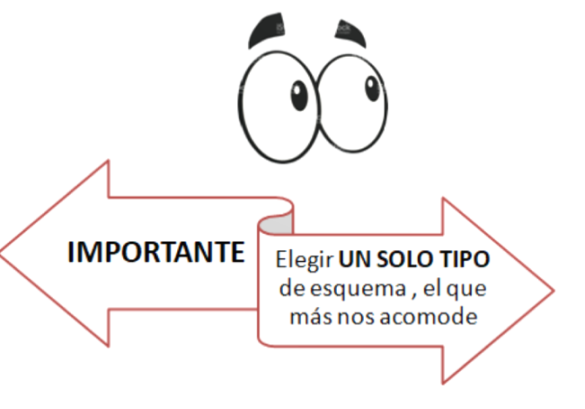 IMPORTANTE
Elegir UN SOLO TIPO
de esquema , el que
más nos acomode